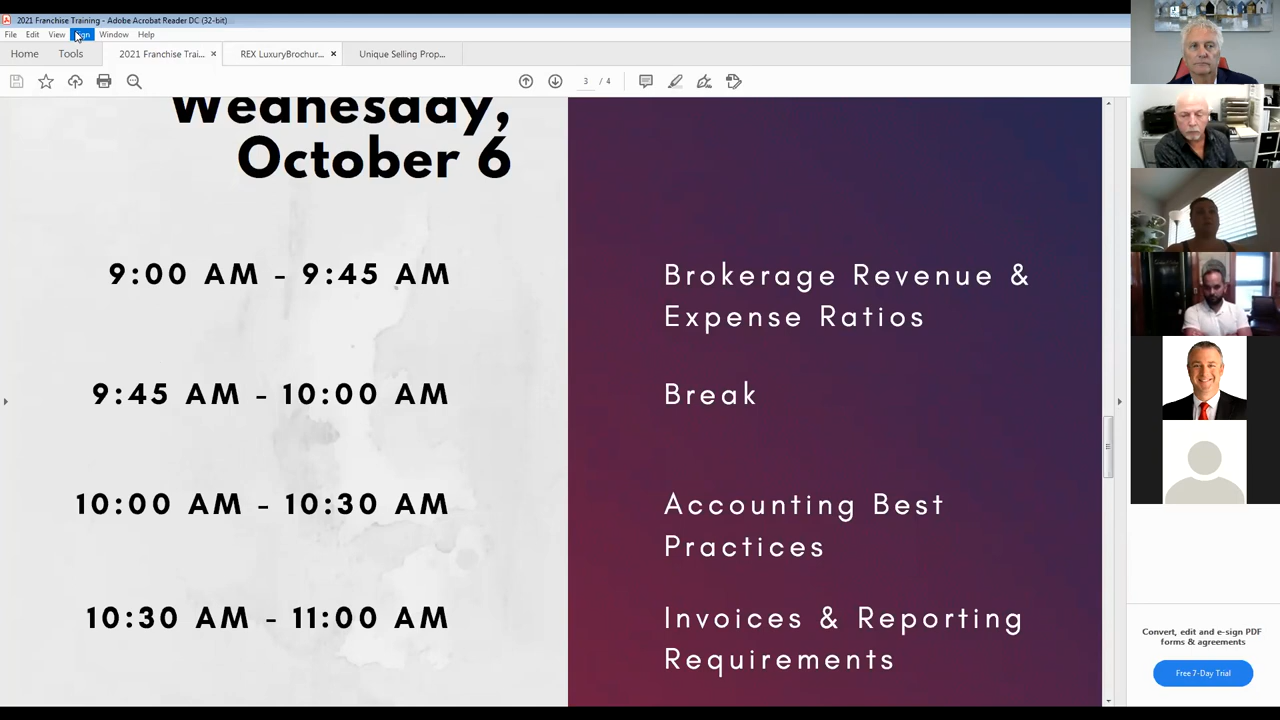 2021 Franchise Training - Adobe Acrobat Reader DC (32-bit)
File Edit View Sign Window Help
Home Tools 2021 Franchise Trai... × REX LuxuryBrochur... × Unique Selling Prop...
3 / 4
Wednesday,
October 6
9:00 AM - 9:45 AM
Brokerage Revenue &
Expense Ratios
9:45 AM - 10:00 AM
Break
10:00 AM - 10:30 AM
Accounting Best
Practices
10:30 AM - 11:00 AM
Invoices & Reporting
Requirements
Convert, edit and e-sign PDF
forms & agreements
Free 7-Day Trial